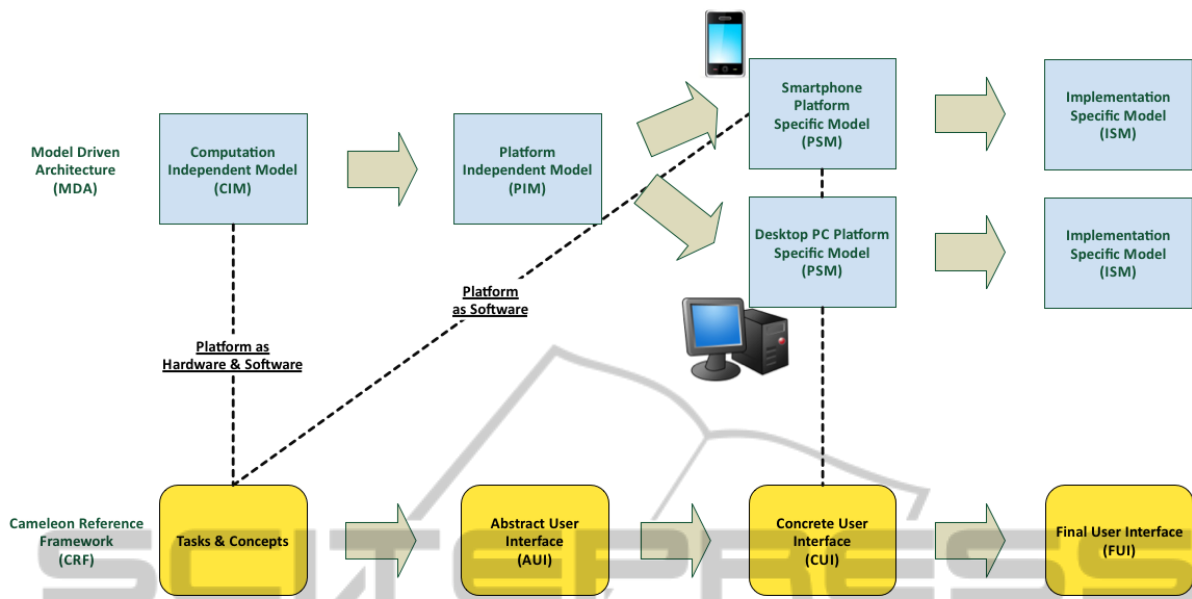 Smartphone
Platform
Specific Model
(PSM)
Implementation
Specific Model
(ISM)
Model Driven
Architecture
(MDA)
Computation
Independent Model
(CIM)
Platform
Independent Model
(PIM)
Desktop PC Platform
Specific Model
(PSM)
Implementation
Specific Model
(ISM)
Platform
as Software
Platform as
Hardware & Software
Cameleon Reference
Framework
(CRF)
Tasks & Concepts
Abstract User
Interface
(AUI)
Concrete User
Interface
(CUI)
Final User Interface
(FUI)
SCITEPRESS